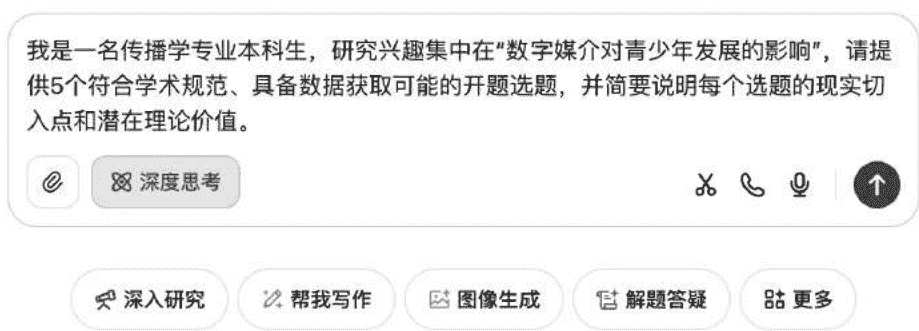 我是一名传播学专业本科生，研究兴趣集中在“数字媒介对青少年发展的影响”，请提
供5个符合学术规范、具备数据获取可能的开题选题，并简要说明每个选题的现实切
入点和潜在理论价值。
深度思考
深入研究 帮我写作 图像生成 解题答疑 更多